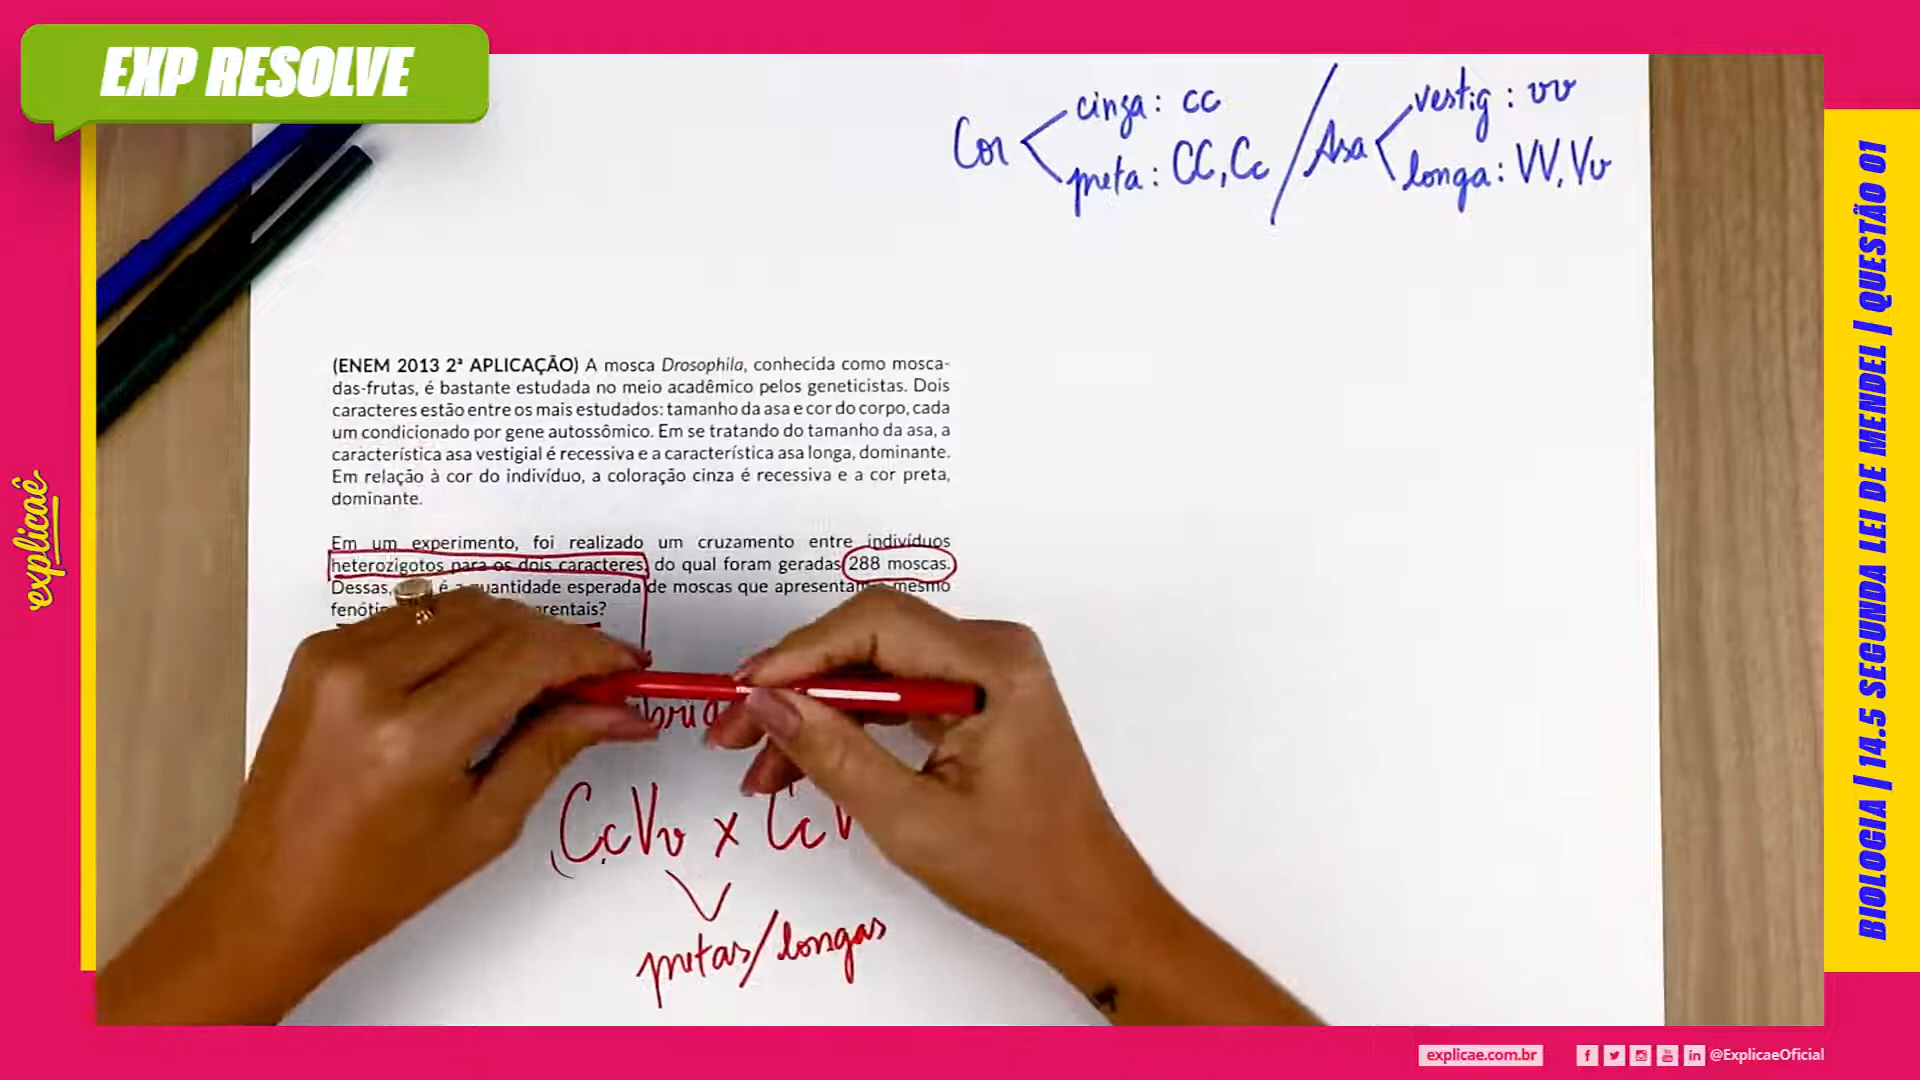 EXP RESOLVE
Cor
cinza: cc
preta: CC, Cc
Asa
vestig: vv
longa: VV, Vv
(ENEM 2013 2ª APLICAÇÃO) A mosca Drosophila, conhecida como mosca-
das-frutas, é bastante estudada no meio acadêmico pelos geneticistas. Dois
caracteres estão entre os mais estudados: tamanho da asa e cor do corpo, cada
um condicionado por gene autossômico. Em se tratando do tamanho da asa, a
característica asa vestigial é recessiva e a característica asa longa, dominante.
Em relação à cor do indivíduo, a coloração cinza é recessiva e a cor preta,
dominante.
Em um experimento, foi realizado um cruzamento entre indivíduos
heterozigotos para os dois caracteres, do qual foram geradas 288 moscas.
Dessas, é a quantidade esperada de moscas que apresentam mesmo
CcVv x CcV
pretas/longas
explicaê
BIOLOGIA | 14.5 SEGUNDA LEI DE MENDEL | QUESTÃO 01
explicae.com.br
@ExplicaeOficial